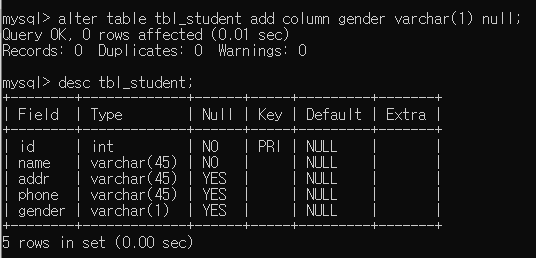 mysql> alter table tbl_student add column gender varchar(1) null;
Query OK, 0 rows affected (0.01 sec)
Records: 0  Duplicates: 0  Warnings: 0

mysql> desc tbl_student;
+--------+-------------+------+-----+---------+-------+
| Field  | Type        | Null | Key | Default | Extra |
+--------+-------------+------+-----+---------+-------+
| id     | int         | NO   | PRI | NULL    |       |
| name   | varchar(45) | NO   |     | NULL    |       |
| addr   | varchar(45) | YES  |     | NULL    |       |
| phone  | varchar(45) | YES  |     | NULL    |       |
| gender | varchar(1)  | YES  |     | NULL    |       |
+--------+-------------+------+-----+---------+-------+
5 rows in set (0.00 sec)